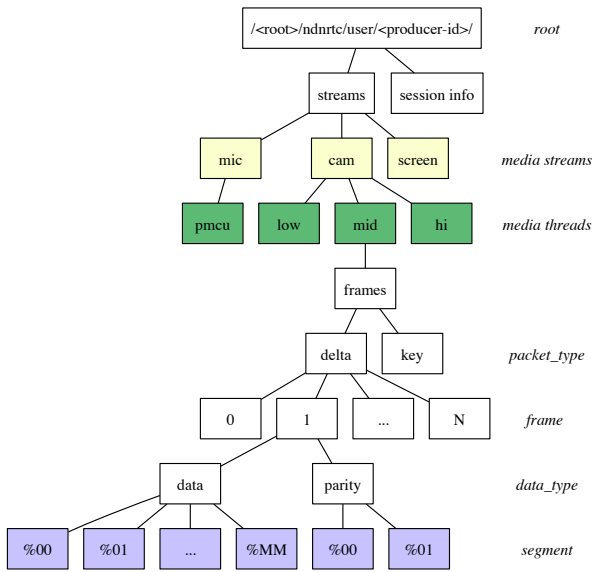 /<root>/ndnrtc/user/<producer-id>/ root
streams session info
mic cam screen media streams
pmcu low mid hi media threads
frames
delta key packet_type
0 1 ... N frame
data parity data_type
%00 %01 ... %MM %00 %01 segment